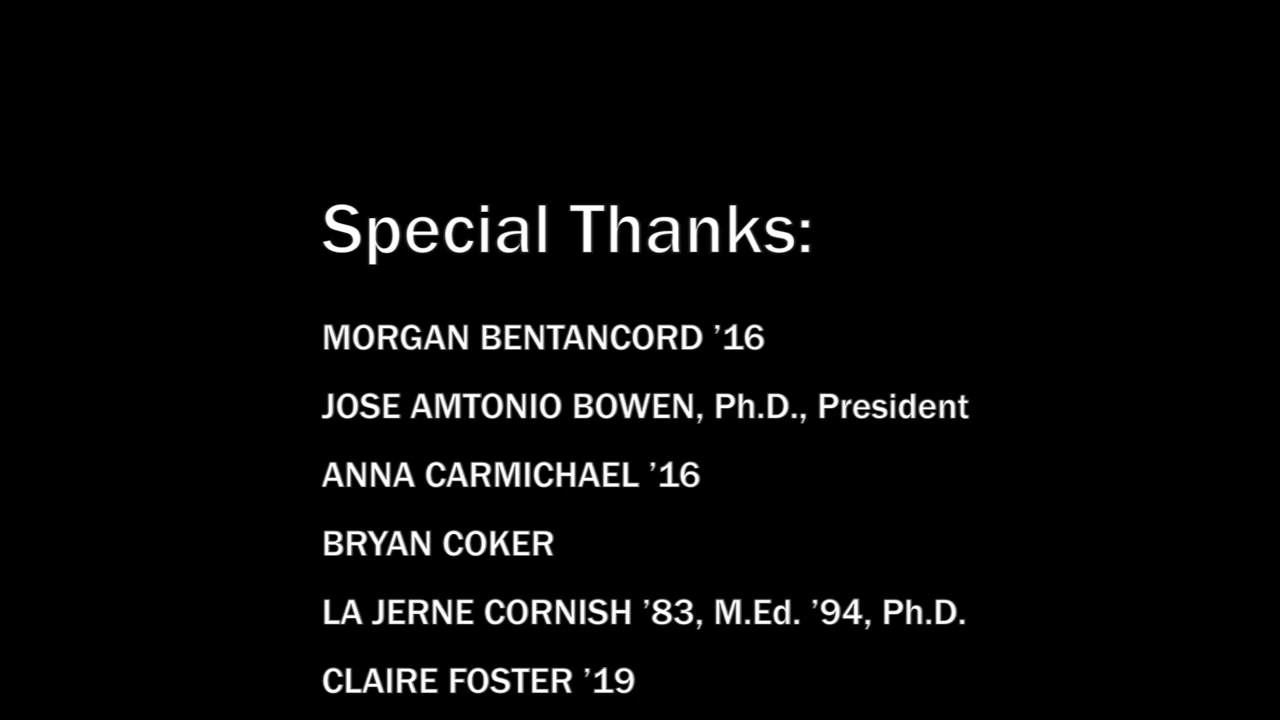 Special Thanks:
MORGAN BENTANCORD ’16
JOSE AMTONIO BOWEN, Ph.D., President
ANNA CARMICHAEL ’16
BRYAN COKER
LA JERNE CORNISH ’83, M.Ed. ’94, Ph.D.
CLAIRE FOSTER ’19